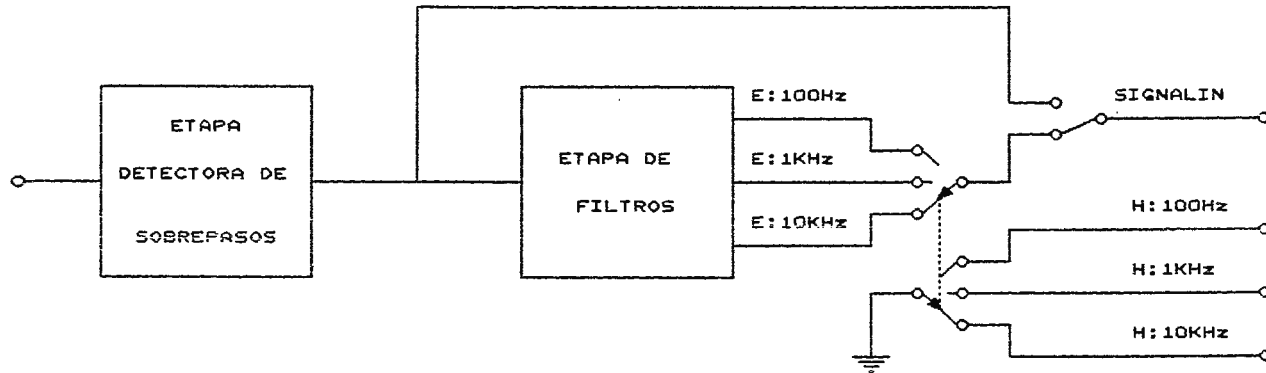 ETAPA
DETECTORA DE
SOBREPASOS
ETAPA DE
FILTROS
E:100Hz
E:1KHz
E:10KHz
SIGNALIN
H:100Hz
H:1KHz
H:10KHz